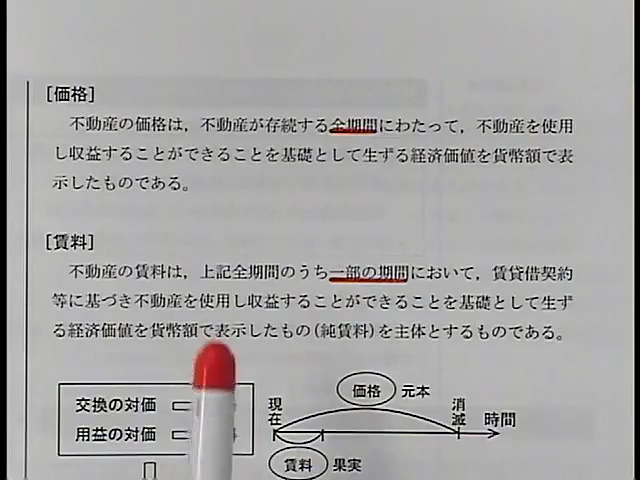 [価格]
不動産の価格は，不動産が存続する全期間にわたって，不動産を使用
し収益することができることを基礎として生ずる経済価値を貨幣額で表
示したものである。
[賃料]
不動産の賃料は，上記全期間のうち一部の期間において，賃貸借契約
等に基づき不動産を使用し収益することができることを基礎として生ず
る経済価値を貨幣額で表示したもの(純賃料)を主体とするものである。
価格 元本
交換の対価
現在
消滅
時間
用益の対価
賃料 果実